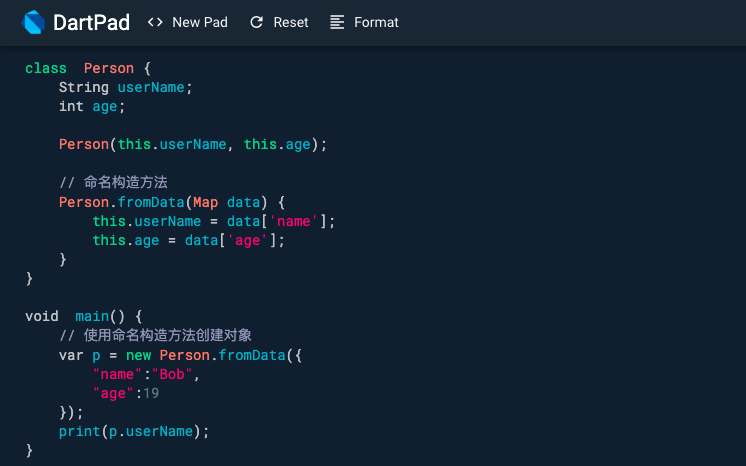 DartPad <> New Pad Reset Format
class  Person {
    String userName;
    int age;

    Person(this.userName, this.age);

    // 命名构造方法
    Person.fromData(Map data) {
        this.userName = data['name'];
        this.age = data['age'];
    }
}

void  main() {
    // 使用命名构造方法创建对象
    var p = new Person.fromData({
        "name":"Bob",
        "age":19
    });
    print(p.userName);
}